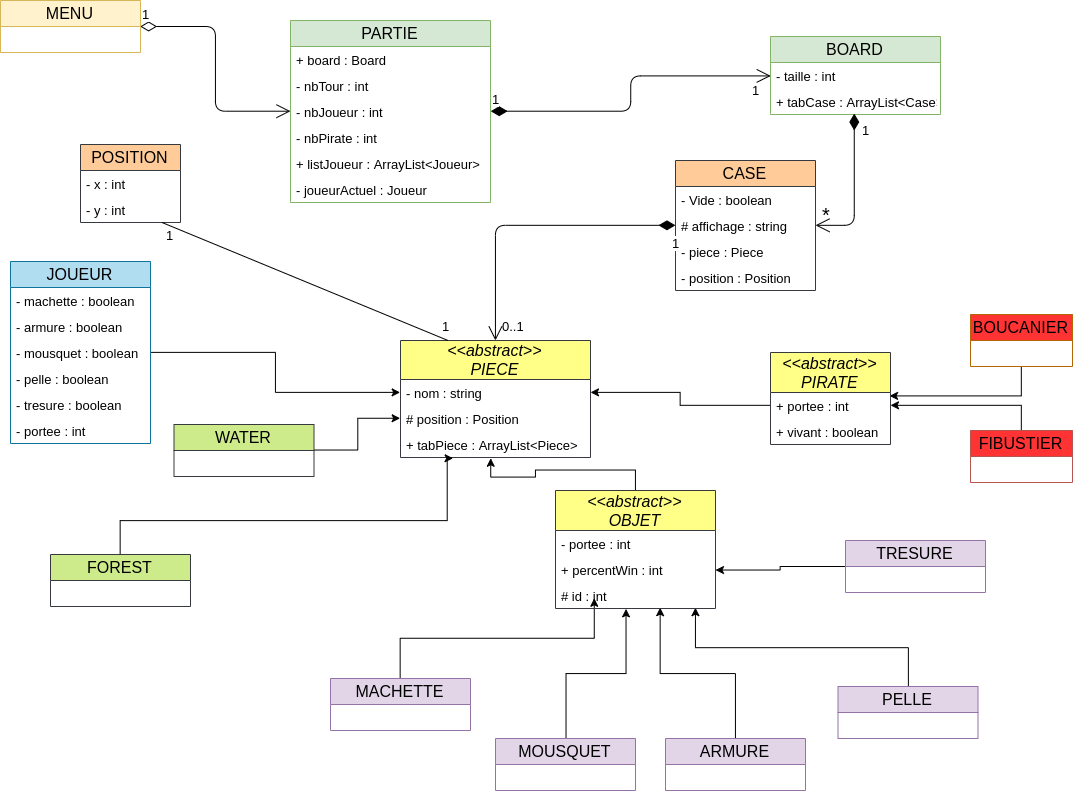 MENU
1
PARTIE
+ board : Board
- nbTour : int
- nbJoueur : int
- nbPirate : int
+ listJoueur : ArrayList<Joueur>
- joueurActuel : Joueur
1
1
BOARD
- taille : int
+ tabCase : ArrayList<Case
1
*
CASE
- Vide : boolean
# affichage : string
- piece : Piece
- position : Position
1
0..1
POSITION
- x : int
- y : int
1
1
JOUEUR
- machette : boolean
- armure : boolean
- mousquet : boolean
- pelle : boolean
- tresure : boolean
- portee : int
<<abstract>>
PIECE
- nom : string
# position : Position
+ tabPiece : ArrayList<Piece>
<<abstract>>
PIRATE
+ portee : int
+ vivant : boolean
BOUCANIER
FIBUSTIER
WATER
FOREST
<<abstract>>
OBJET
- portee : int
+ percentWin : int
# id : int
TRESURE
MACHETTE
MOUSQUET
ARMURE
PELLE